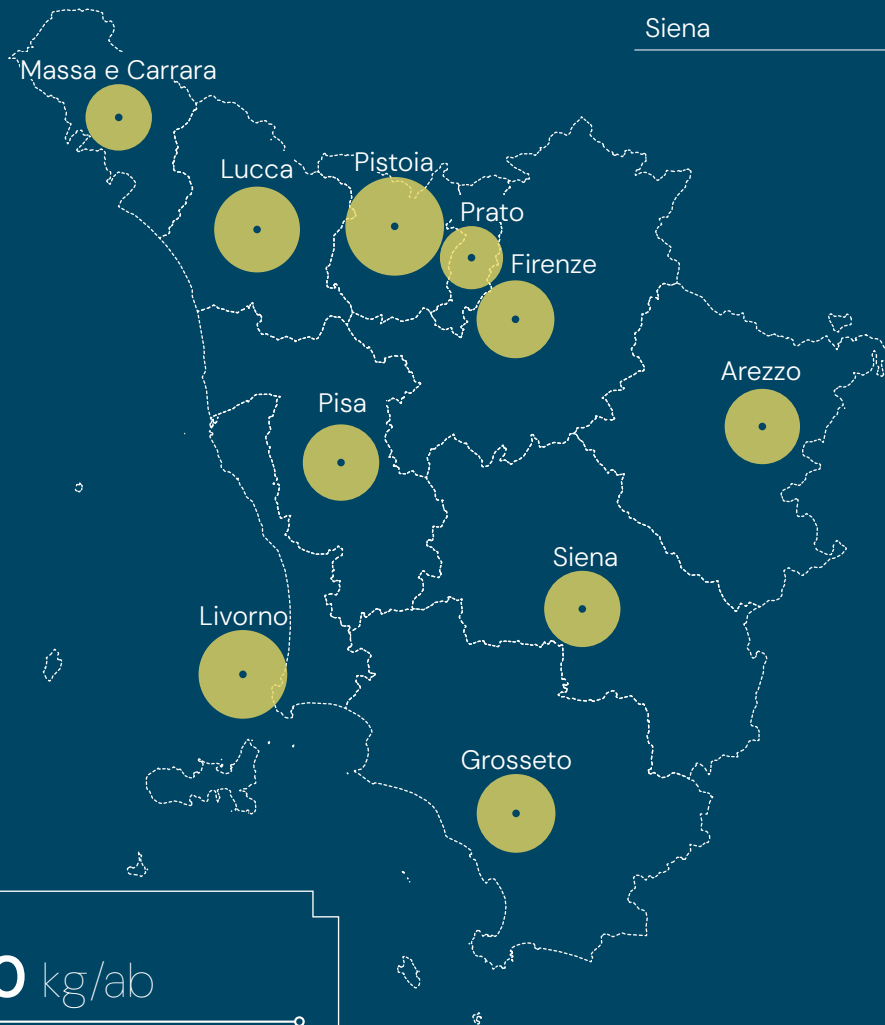 Siena
Massa e Carrara
Lucca
Pistoia
Prato
Firenze
Arezzo
Pisa
Siena
Livorno
Grosseto
kg/ab